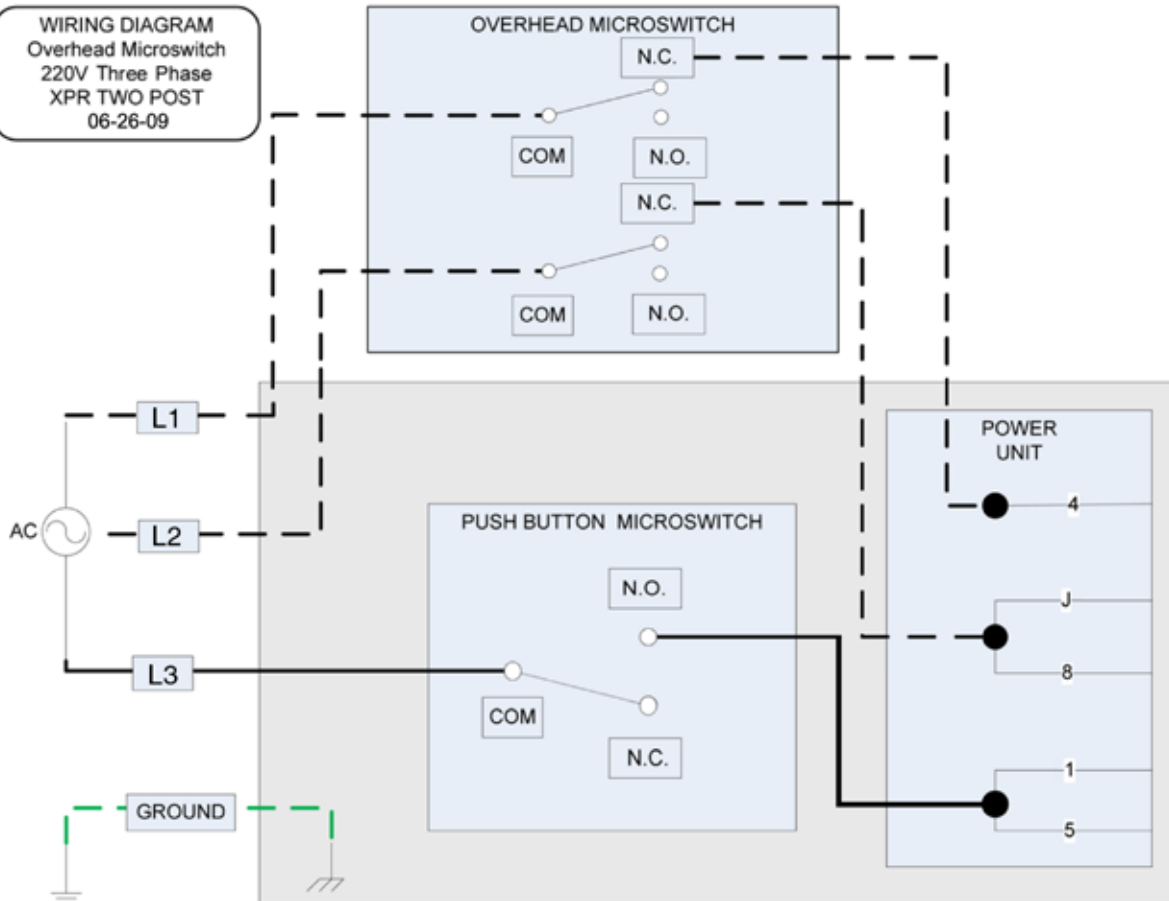 WIRING DIAGRAM
Overhead Microswitch
220V Three Phase
XPR TWO POST
06-26-09
OVERHEAD MICROSWITCH
N.C.
COM
N.O.
N.C.
COM
N.O.
L1
AC
L2
L3
GROUND
PUSH BUTTON MICROSWITCH
N.O.
COM
N.C.
POWER
UNIT
4
J
8
1
5